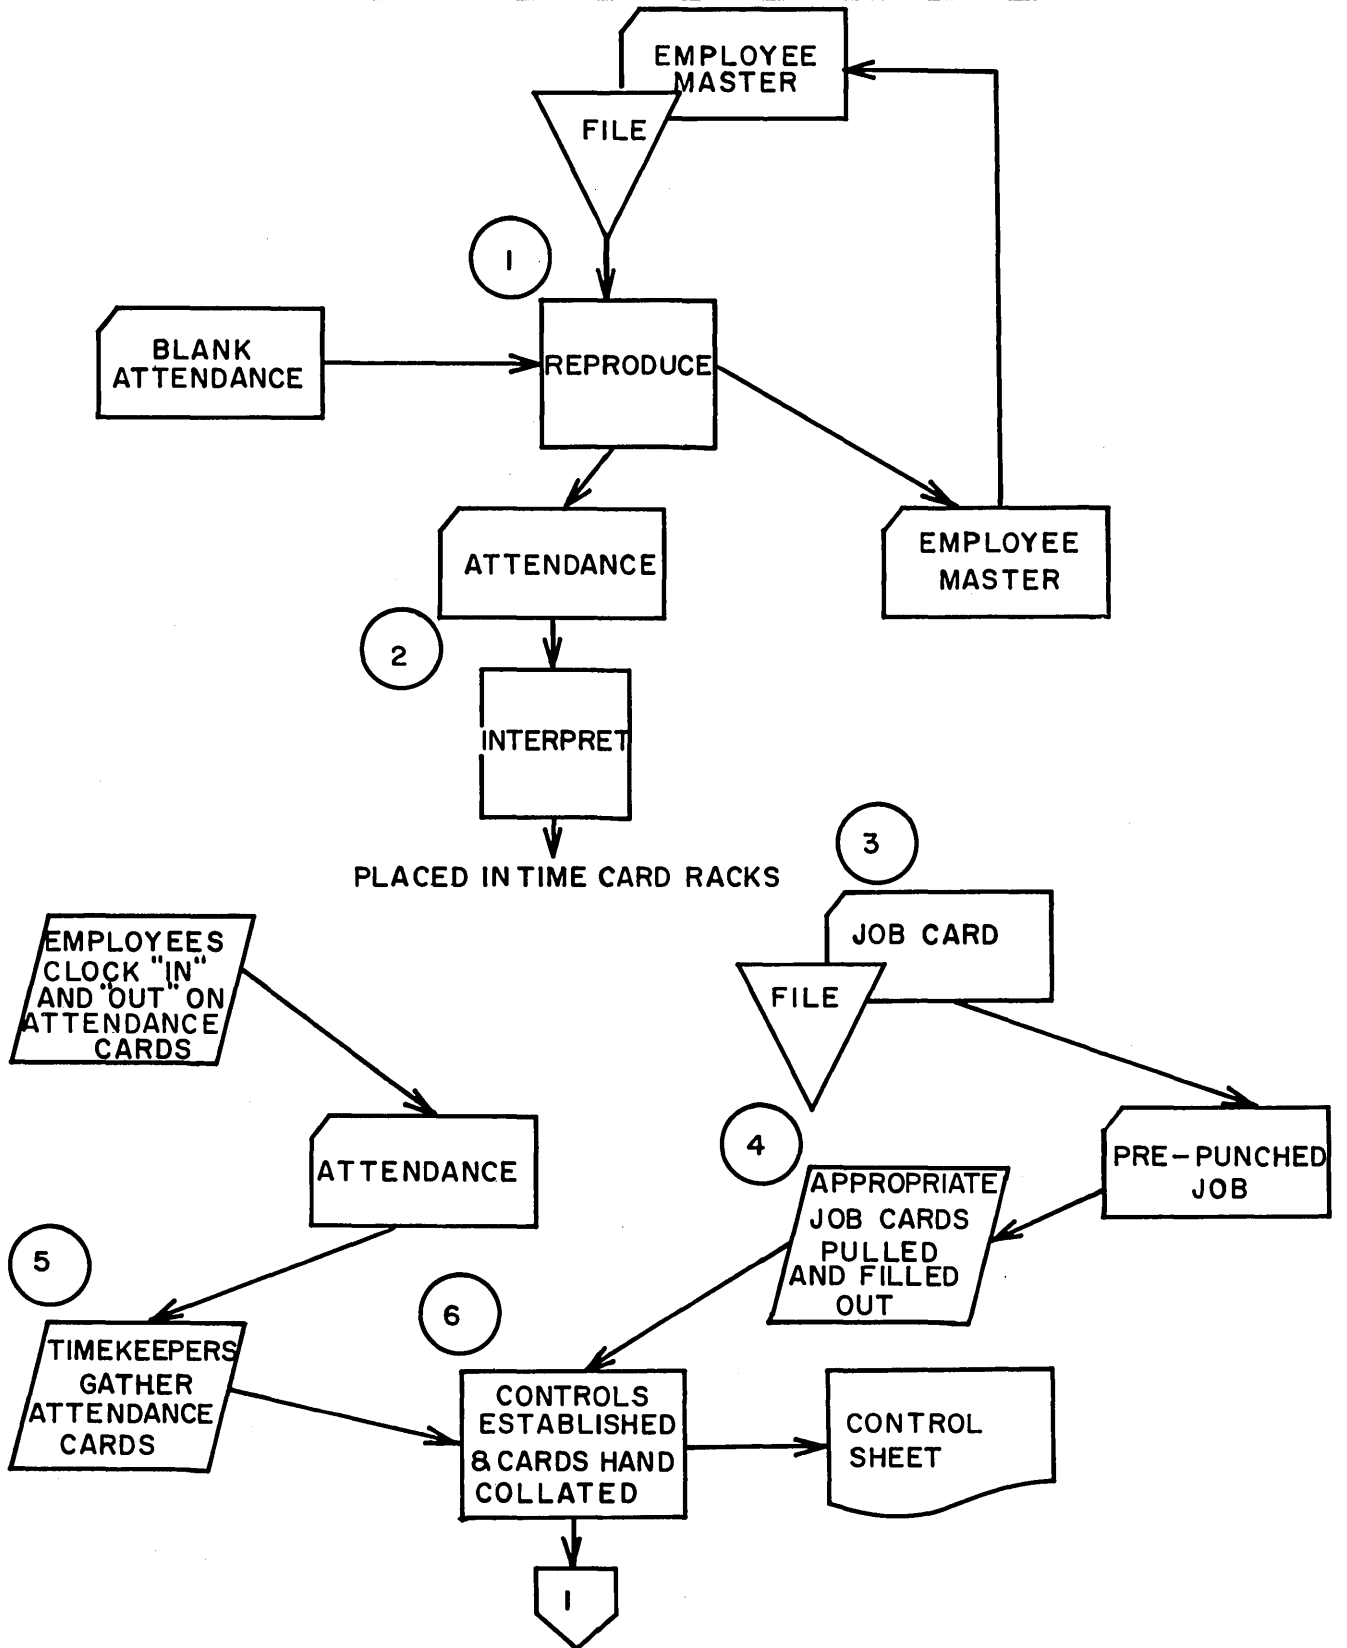 EMPLOYEE
MASTER
FILE
1
BLANK
ATTENDANCE
REPRODUCE
ATTENDANCE
EMPLOYEE
MASTER
2
INTERPRET
PLACED IN TIME CARD RACKS
3
JOB CARD
FILE
EMPLOYEES
CLOCK "IN"
AND "OUT" ON
ATTENDANCE
CARDS
ATTENDANCE
4
PRE-PUNCHED
JOB
APPROPRIATE
JOB CARDS
PULLED
AND FILLED
OUT
5
TIMEKEEPERS
GATHER
ATTENDANCE
CARDS
6
CONTROLS
ESTABLISHED
& CARDS HAND
COLLATED
CONTROL
SHEET
1